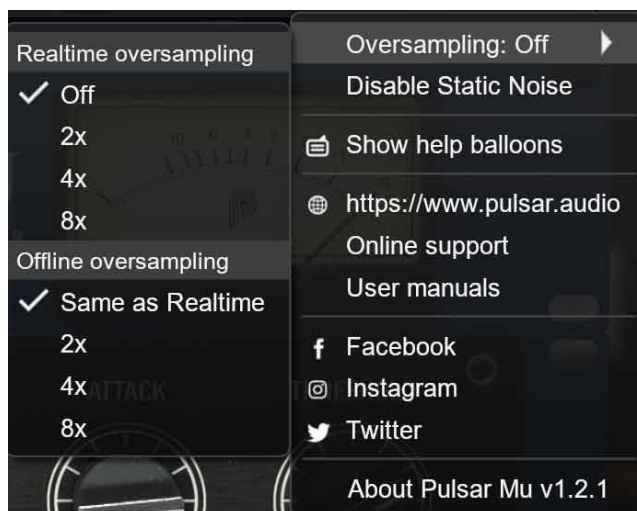 Realtime oversampling
Off
2x
4x
8x
Offline oversampling
Same as Realtime
2x
4x
8x
Oversampling: Off
Disable Static Noise
Show help balloons
https://www.pulsar.audio
Online support
User manuals
Facebook
Instagram
Twitter
About Pulsar Mu v1.2.1
ATTACK